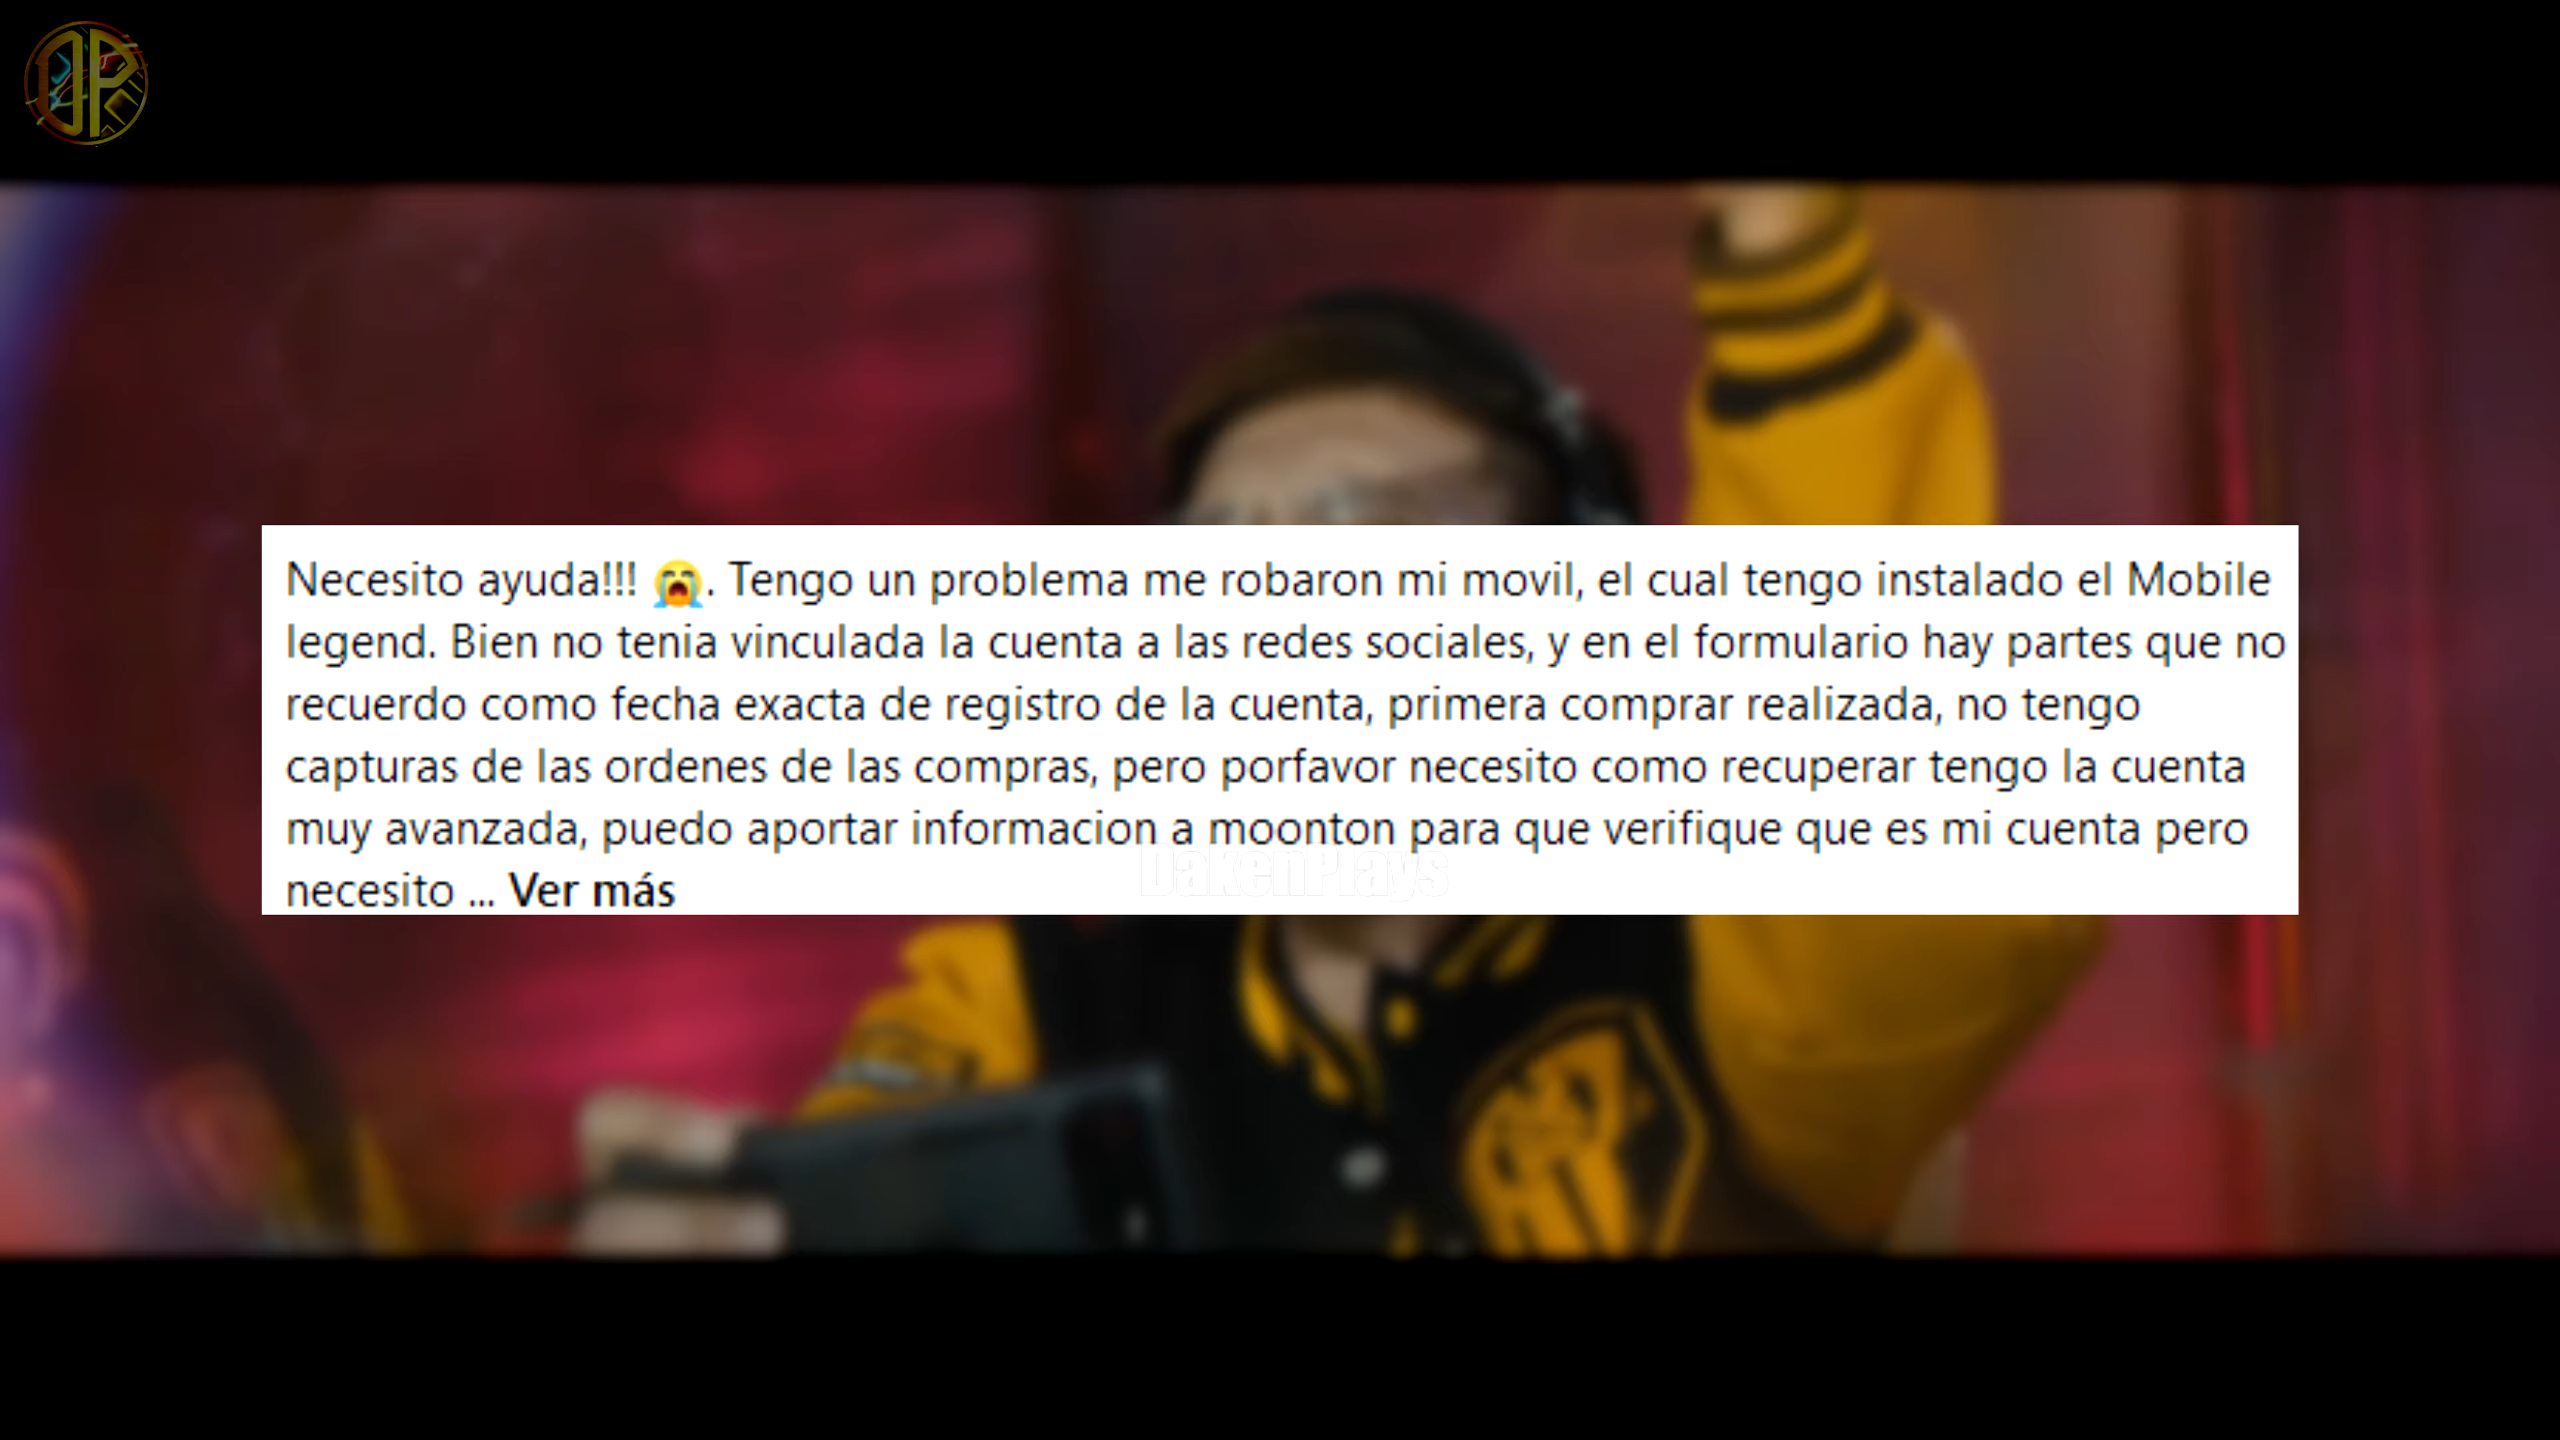 DP
Necesito ayuda!!! 😭. Tengo un problema me robaron mi movil, el cual tengo instalado el Mobile
legend. Bien no tenia vinculada la cuenta a las redes sociales, y en el formulario hay partes que no
recuerdo como fecha exacta de registro de la cuenta, primera comprar realizada, no tengo
capturas de las ordenes de las compras, pero porfavor necesito como recuperar tengo la cuenta
muy avanzada, puedo aportar informacion a moonton para que verifique que es mi cuenta pero
necesito ... Ver más
DakenPlays